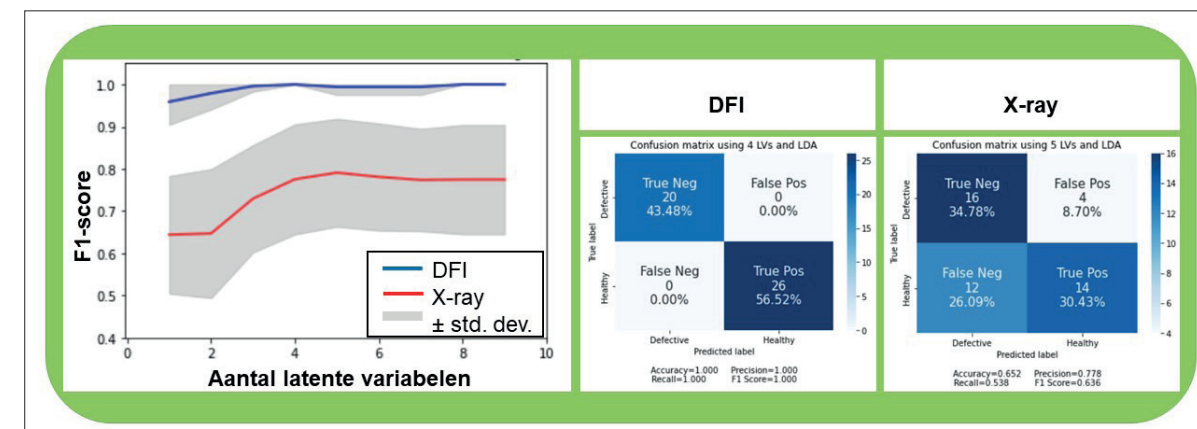 F1-score
1.0
0.9
0.8
0.7
0.6
0.5
0.4
0
2
4
6
8
10
Aantal latente variabelen
DFI
X-ray
± std. dev.
DFI
Confusion matrix using 4 LVs and LDA
True label
Defective
Healthy
True Neg
20
43.48%
False Pos
0
0.00%
False Neg
0
0.00%
True Pos
26
56.52%
25
20
15
10
5
0
Defective
Healthy
Predicted label
Accuracy=1.000 Precision=1.000
Recall=1.000 F1 Score=1.000
X-ray
Confusion matrix using 5 LVs and LDA
True label
Defective
Healthy
True Neg
16
34.78%
False Pos
4
8.70%
False Neg
12
26.09%
True Pos
14
30.43%
16
14
12
10
8
6
4
Defective
Healthy
Predicted label
Accuracy=0.652 Precision=0.778
Recall=0.538 F1 Score=0.636